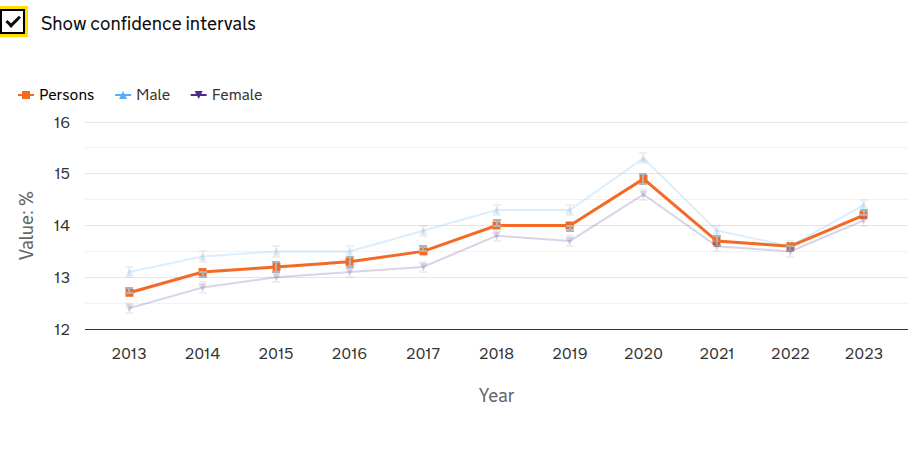 Show confidence intervals
Persons Male Female
16
15
14
13
12
Value: %
2013 2014 2015 2016 2017 2018 2019 2020 2021 2022 2023
Year